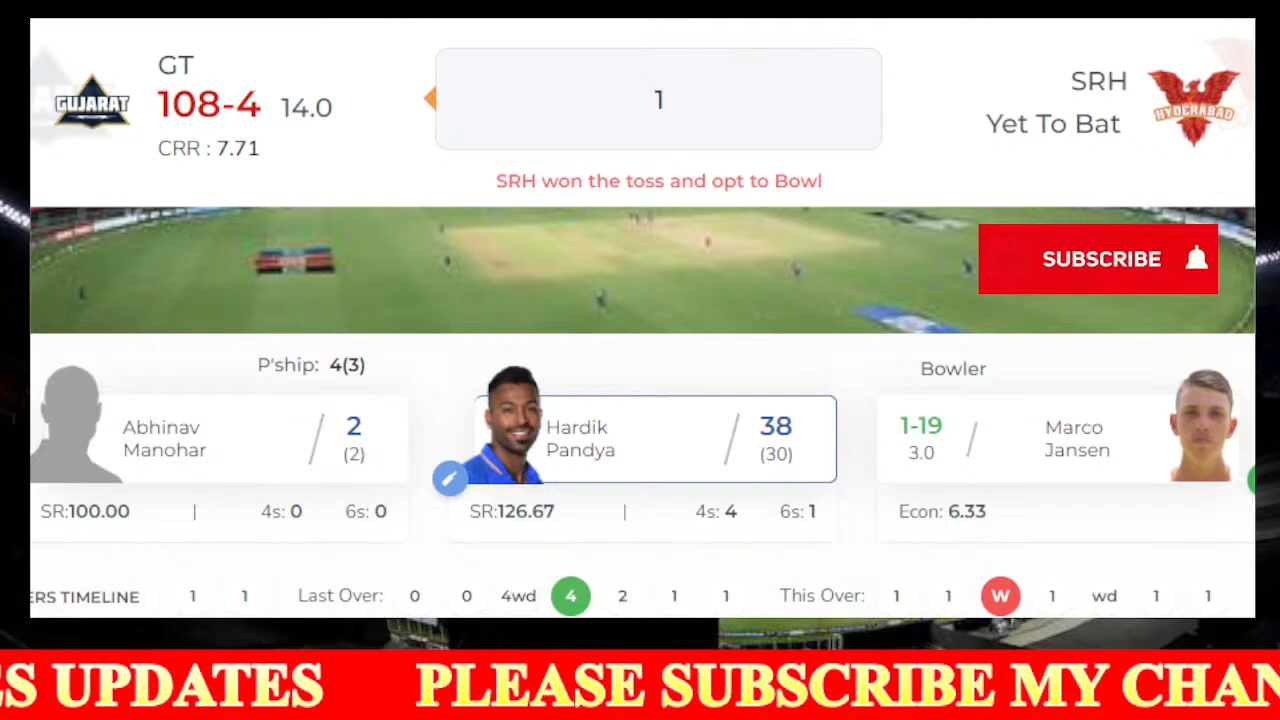 GT
108-4 14.0
CRR : 7.71
GUJARAT
1
SRH won the toss and opt to Bowl
SRH
Yet To Bat
HYDERABAD
SUBSCRIBE
P'ship: 4(3)
Abhinav
Manohar
2
(2)
SR:100.00 | 4s: 0 6s: 0
Hardik
Pandya
38
(30)
SR:126.67 | 4s: 4 6s: 1
Bowler
1-19
3.0
Marco
Jansen
Econ: 6.33
ERS TIMELINE 1 1 Last Over: 0 0 4wd 4 2 1 1 This Over: 1 1 W 1 wd 1 1
ES UPDATES PLEASE SUBSCRIBE MY CHAN